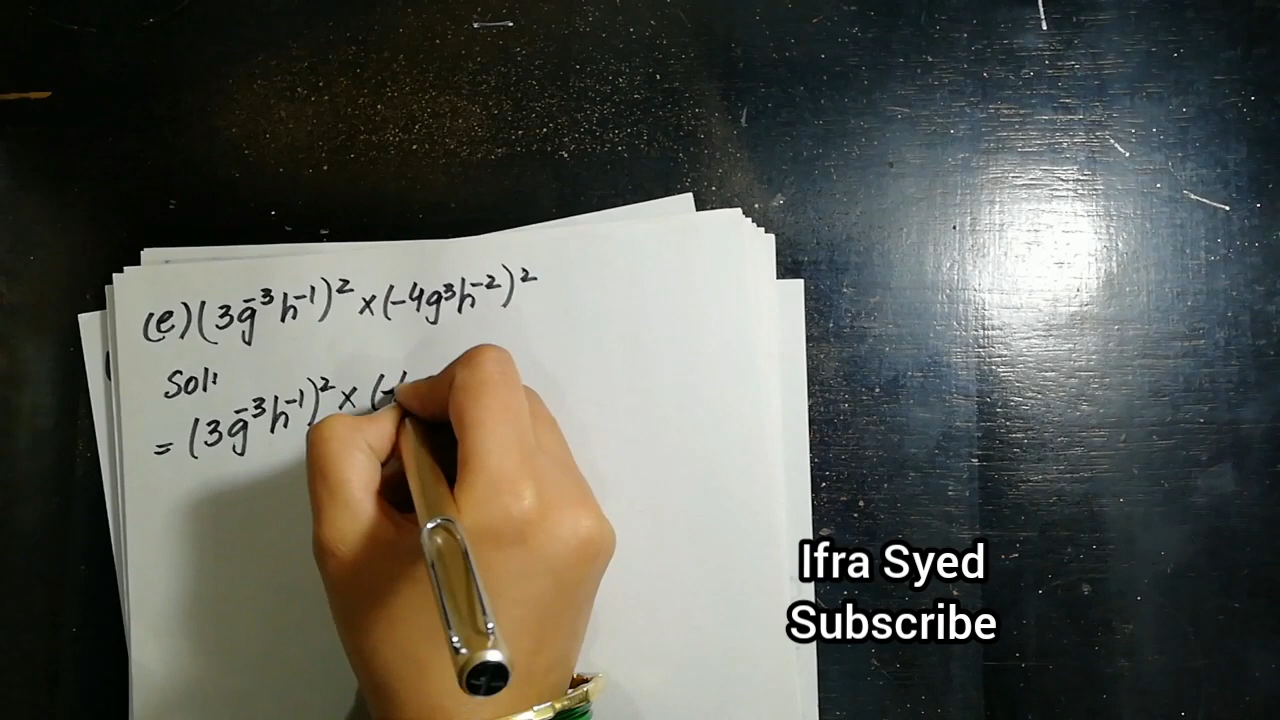 (e) (3g⁻³h⁻¹)² × (-4g³h⁻²)²
Sol:
= (3g⁻³h⁻¹)² × (-
Ifra Syed
Subscribe